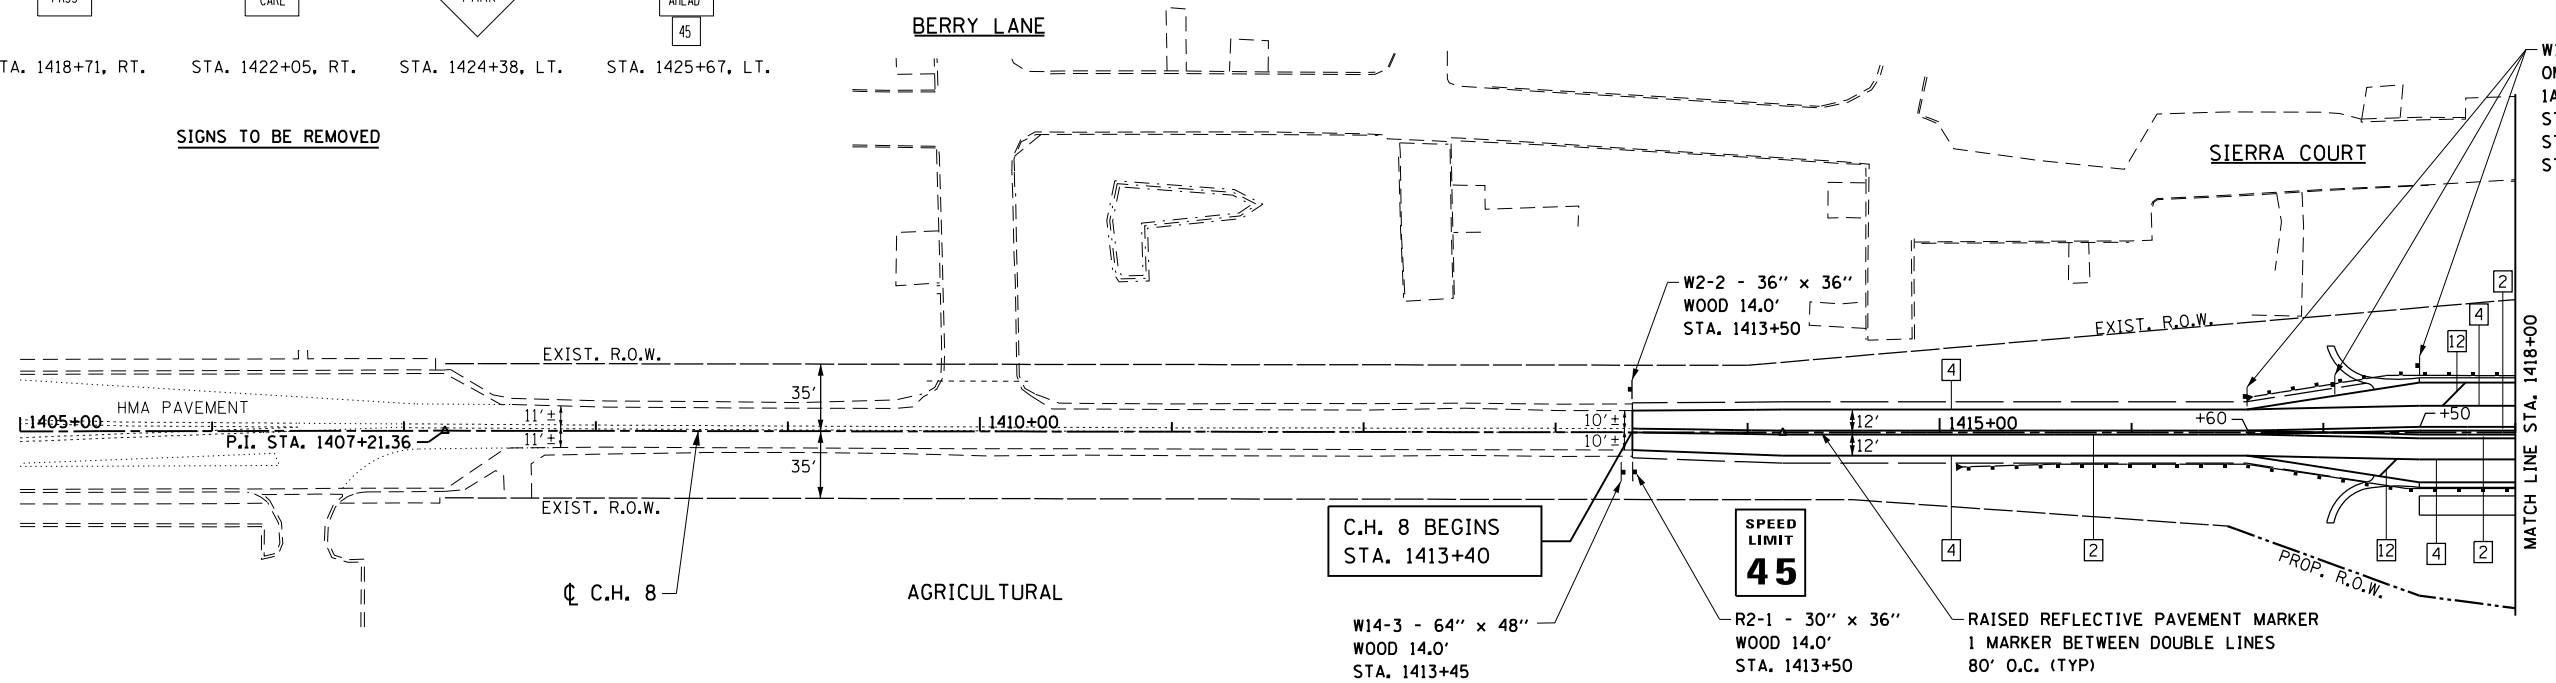 CARE
AHEAD
45
TA. 1418+71, RT.
STA. 1422+05, RT.
STA. 1424+38, LT.
STA. 1425+67, LT.
SIGNS TO BE REMOVED
BERRY LANE
SIERRA COURT
W2-2 - 36" x 36"
WOOD 14.0'
STA. 1413+50
EXIST. R.O.W.
EXIST. R.O.W.
2
4
12
4
MATCH LINE STA. 1418+00
HMA PAVEMENT
1405+00
P.I. STA. 1407+21.36
11' ±
11' ±
35'
35'
1410+00
10' ±
10' ±
12'
12'
1415+00
+60
+50
EXIST. R.O.W.
C.H. 8 BEGINS
STA. 1413+40
SPEED
LIMIT
45
4
2
12
4
2
PROP. R.O.W.
℄ C.H. 8
AGRICULTURAL
W14-3 - 64" x 48"
WOOD 14.0'
STA. 1413+45
R2-1 - 30" x 36"
WOOD 14.0'
STA. 1413+50
RAISED REFLECTIVE PAVEMENT MARKER
1 MARKER BETWEEN DOUBLE LINES
80' O.C. (TYP)